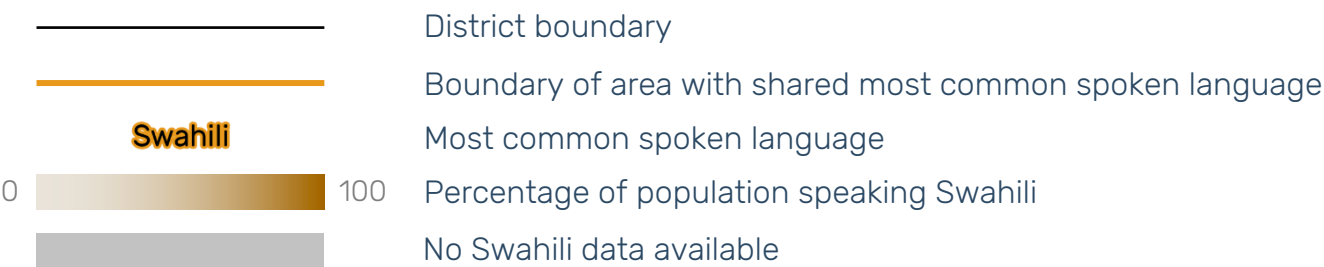 District boundary
Boundary of area with shared most common spoken language
Swahili Most common spoken language
0 100 Percentage of population speaking Swahili
No Swahili data available